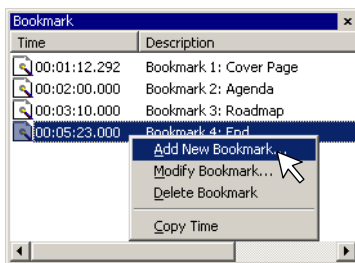 Bookmark
Time Description
00:01:12.292 Bookmark 1: Cover Page
00:02:00.000 Bookmark 2: Agenda
00:03:10.000 Bookmark 3: Roadmap
00:05:23.000 Bookmark 4: End
Add New Bookmark...
Modify Bookmark...
Delete Bookmark
Copy Time